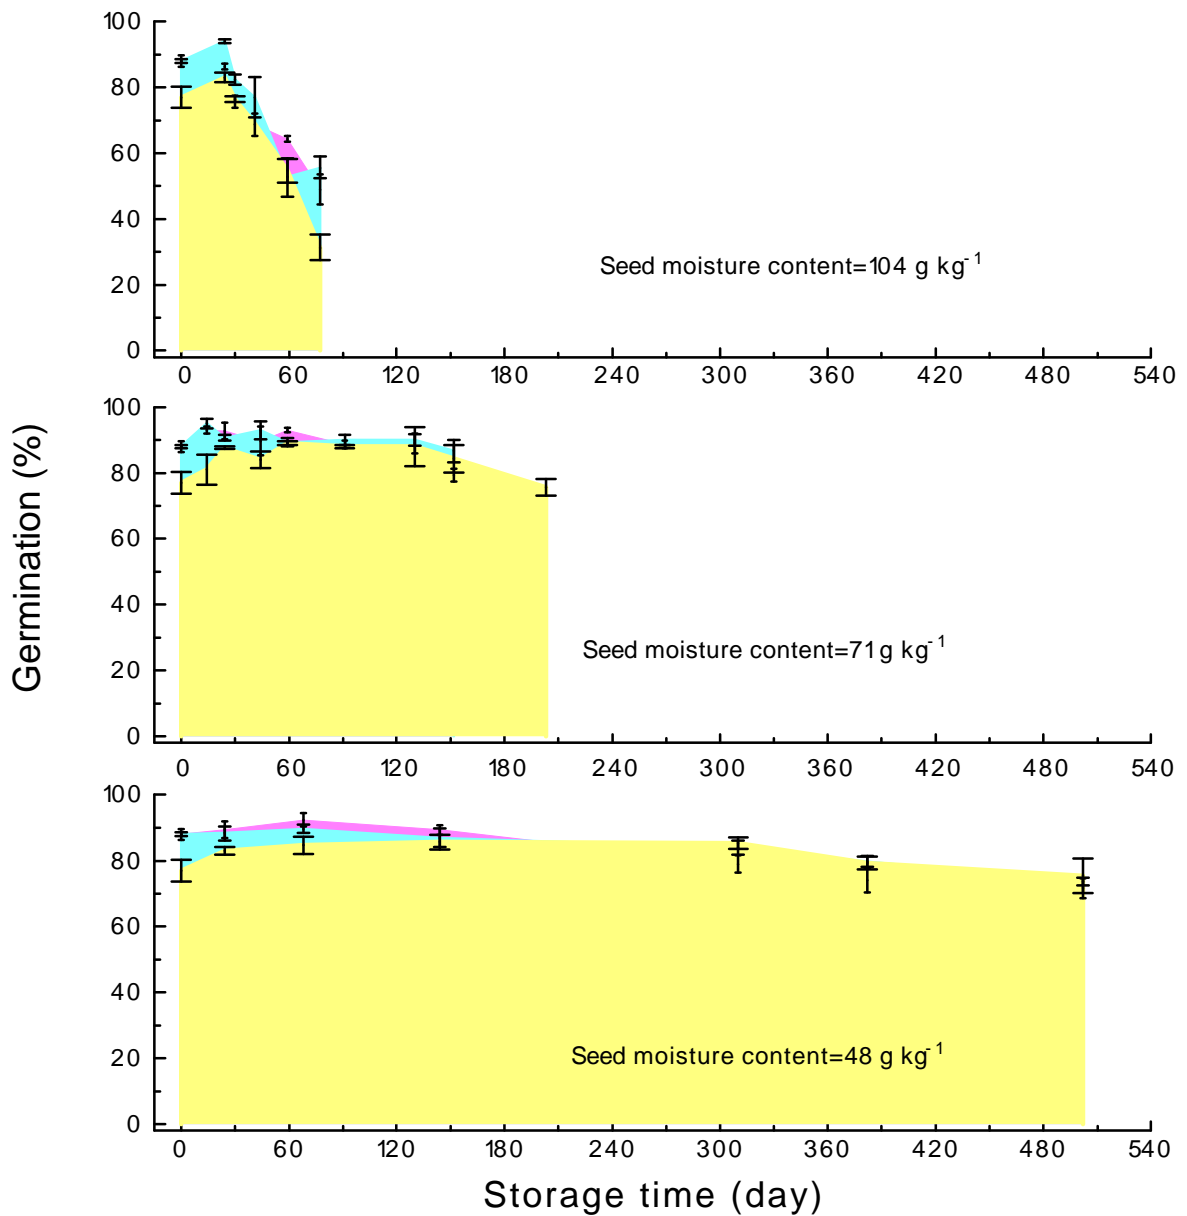 Germination (%)
100
80
60
40
20
0
Seed moisture content=104 g kg⁻¹
0 60 120 180 240 300 360 420 480 540
100
80
60
40
20
0
Seed moisture content=71 g kg⁻¹
0 60 120 180 240 300 360 420 480 540
100
80
60
40
20
0
Seed moisture content=48 g kg⁻¹
0 60 120 180 240 300 360 420 480 540
Storage time (day)